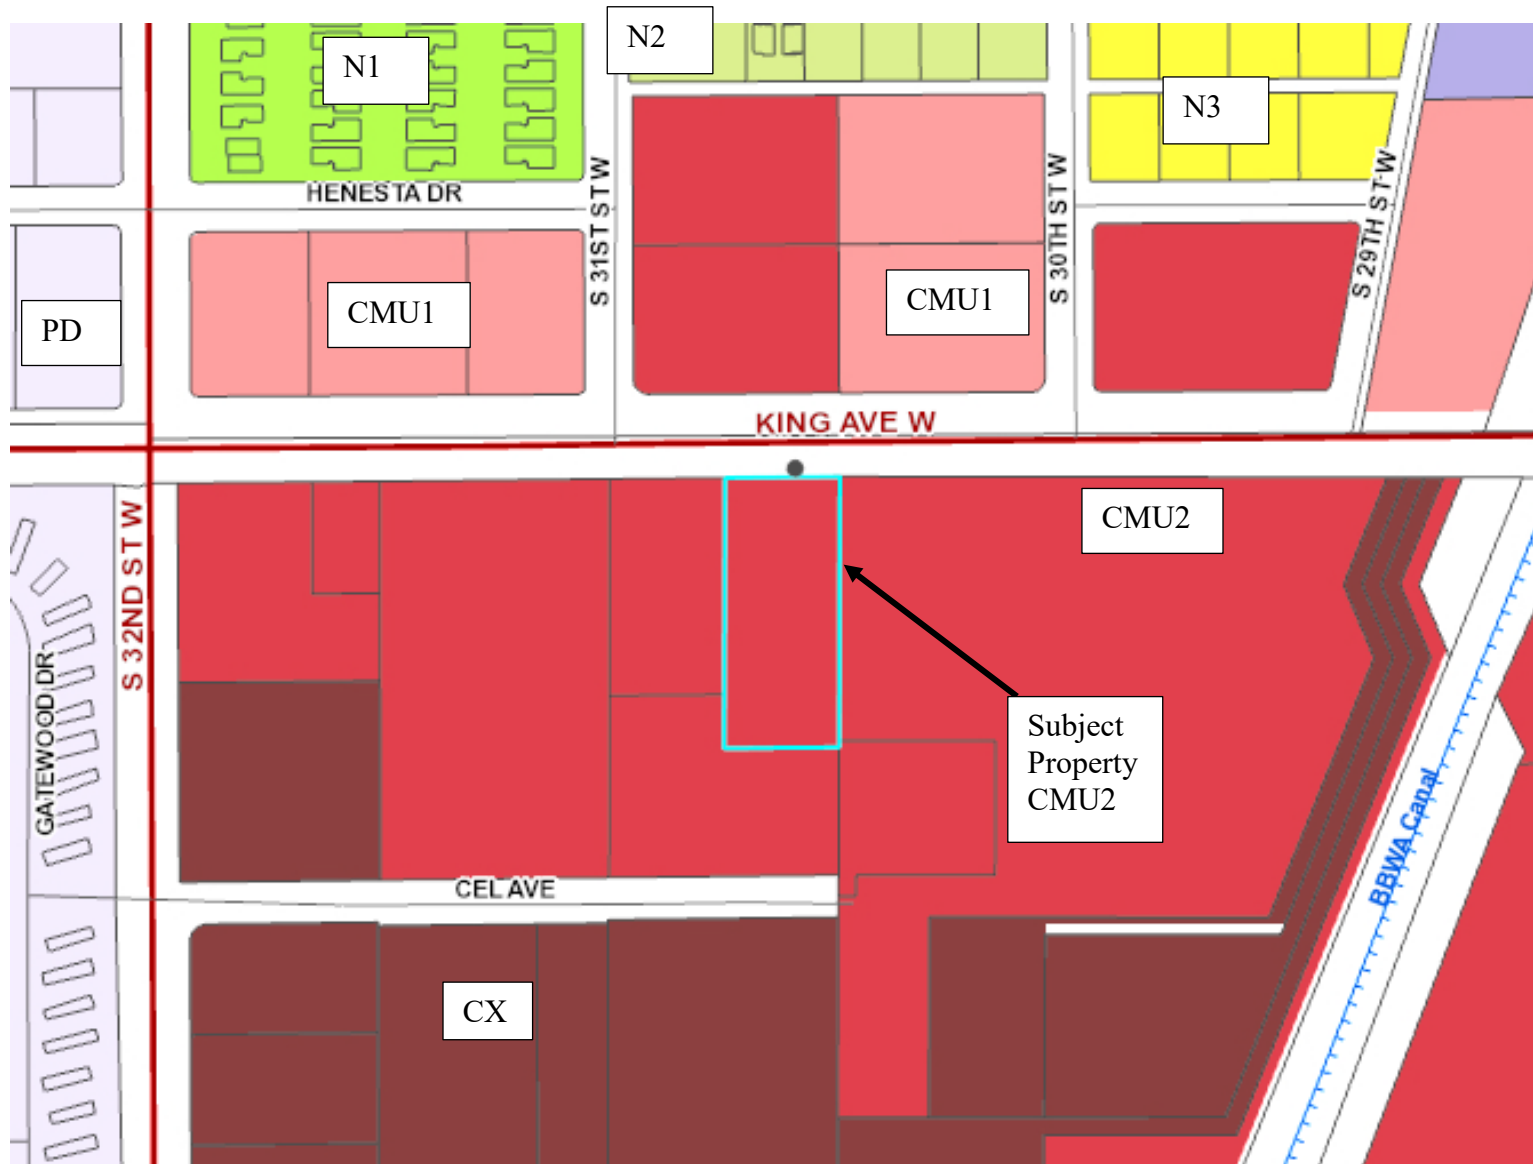 N1
N2
N3
HENESTA DR
S 31ST ST W
S 30TH ST W
S 29TH ST W
PD
CMU1
CMU1
KING AVE W
S 32ND ST W
CMU2
GATEWOOD DR
Subject
Property
CMU2
BBWA Canal
CEL AVE
CX